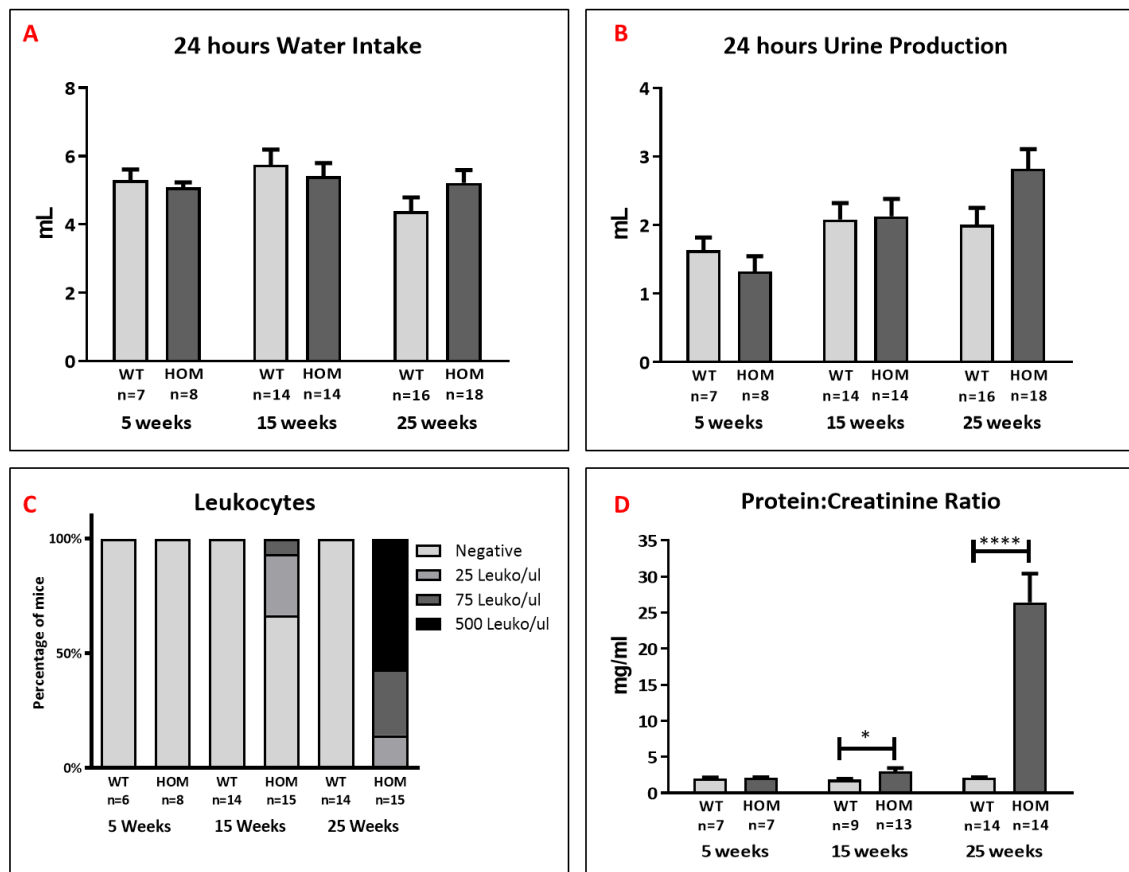 A
24 hours Water Intake
mL
8
6
4
2
0
WT HOM WT HOM WT HOM
n=7 n=8 n=14 n=14 n=16 n=18
5 weeks 15 weeks 25 weeks
B
24 hours Urine Production
mL
4
3
2
1
0
WT HOM WT HOM WT HOM
n=7 n=8 n=14 n=14 n=16 n=18
5 weeks 15 weeks 25 weeks
C
Leukocytes
Percentage of mice
100%
50%
0%
Negative
25 Leuko/ul
75 Leuko/ul
500 Leuko/ul
WT HOM WT HOM WT HOM
n=6 n=8 n=14 n=15 n=14 n=15
5 Weeks 15 Weeks 25 Weeks
D
Protein:Creatinine Ratio
mg/ml
35
30
25
20
15
10
5
0
*
****
WT HOM WT HOM WT HOM
n=7 n=7 n=9 n=13 n=14 n=14
5 weeks 15 weeks 25 weeks